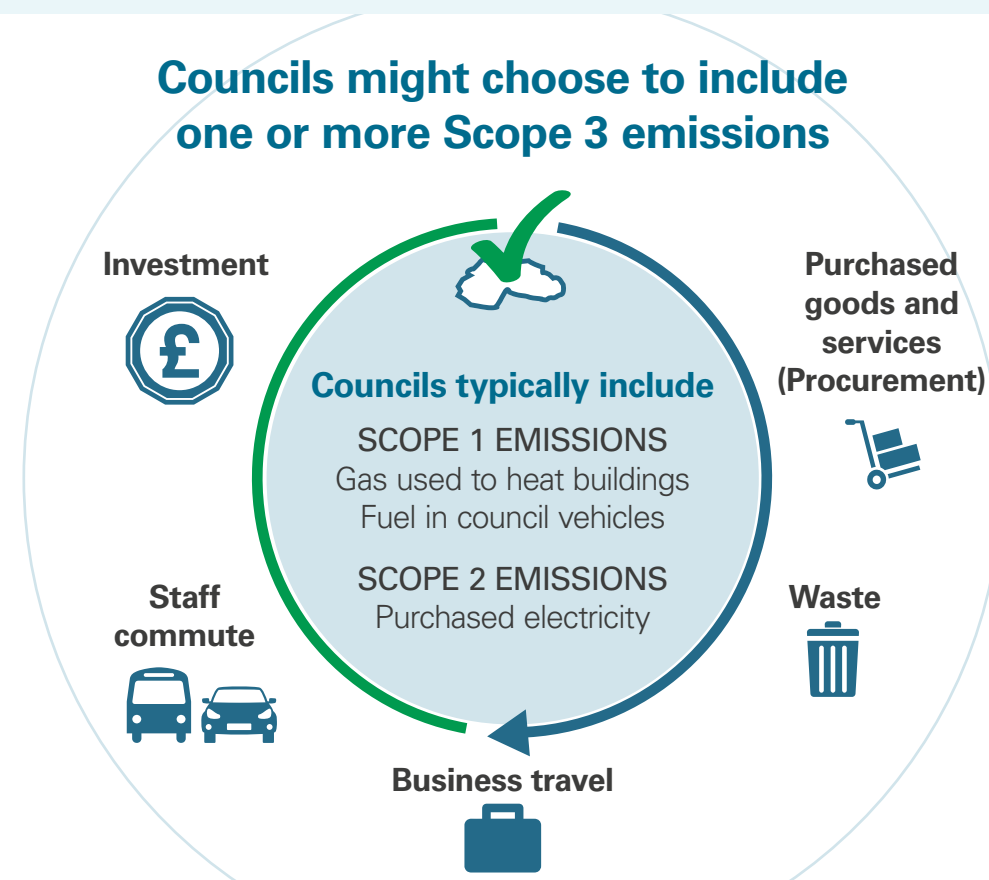 Councils might choose to include
one or more Scope 3 emissions
Investment
£
Purchased
goods and
services
(Procurement)
Councils typically include
SCOPE 1 EMISSIONS
Gas used to heat buildings
Fuel in council vehicles
SCOPE 2 EMISSIONS
Purchased electricity
Staff
commute
Waste
Business travel